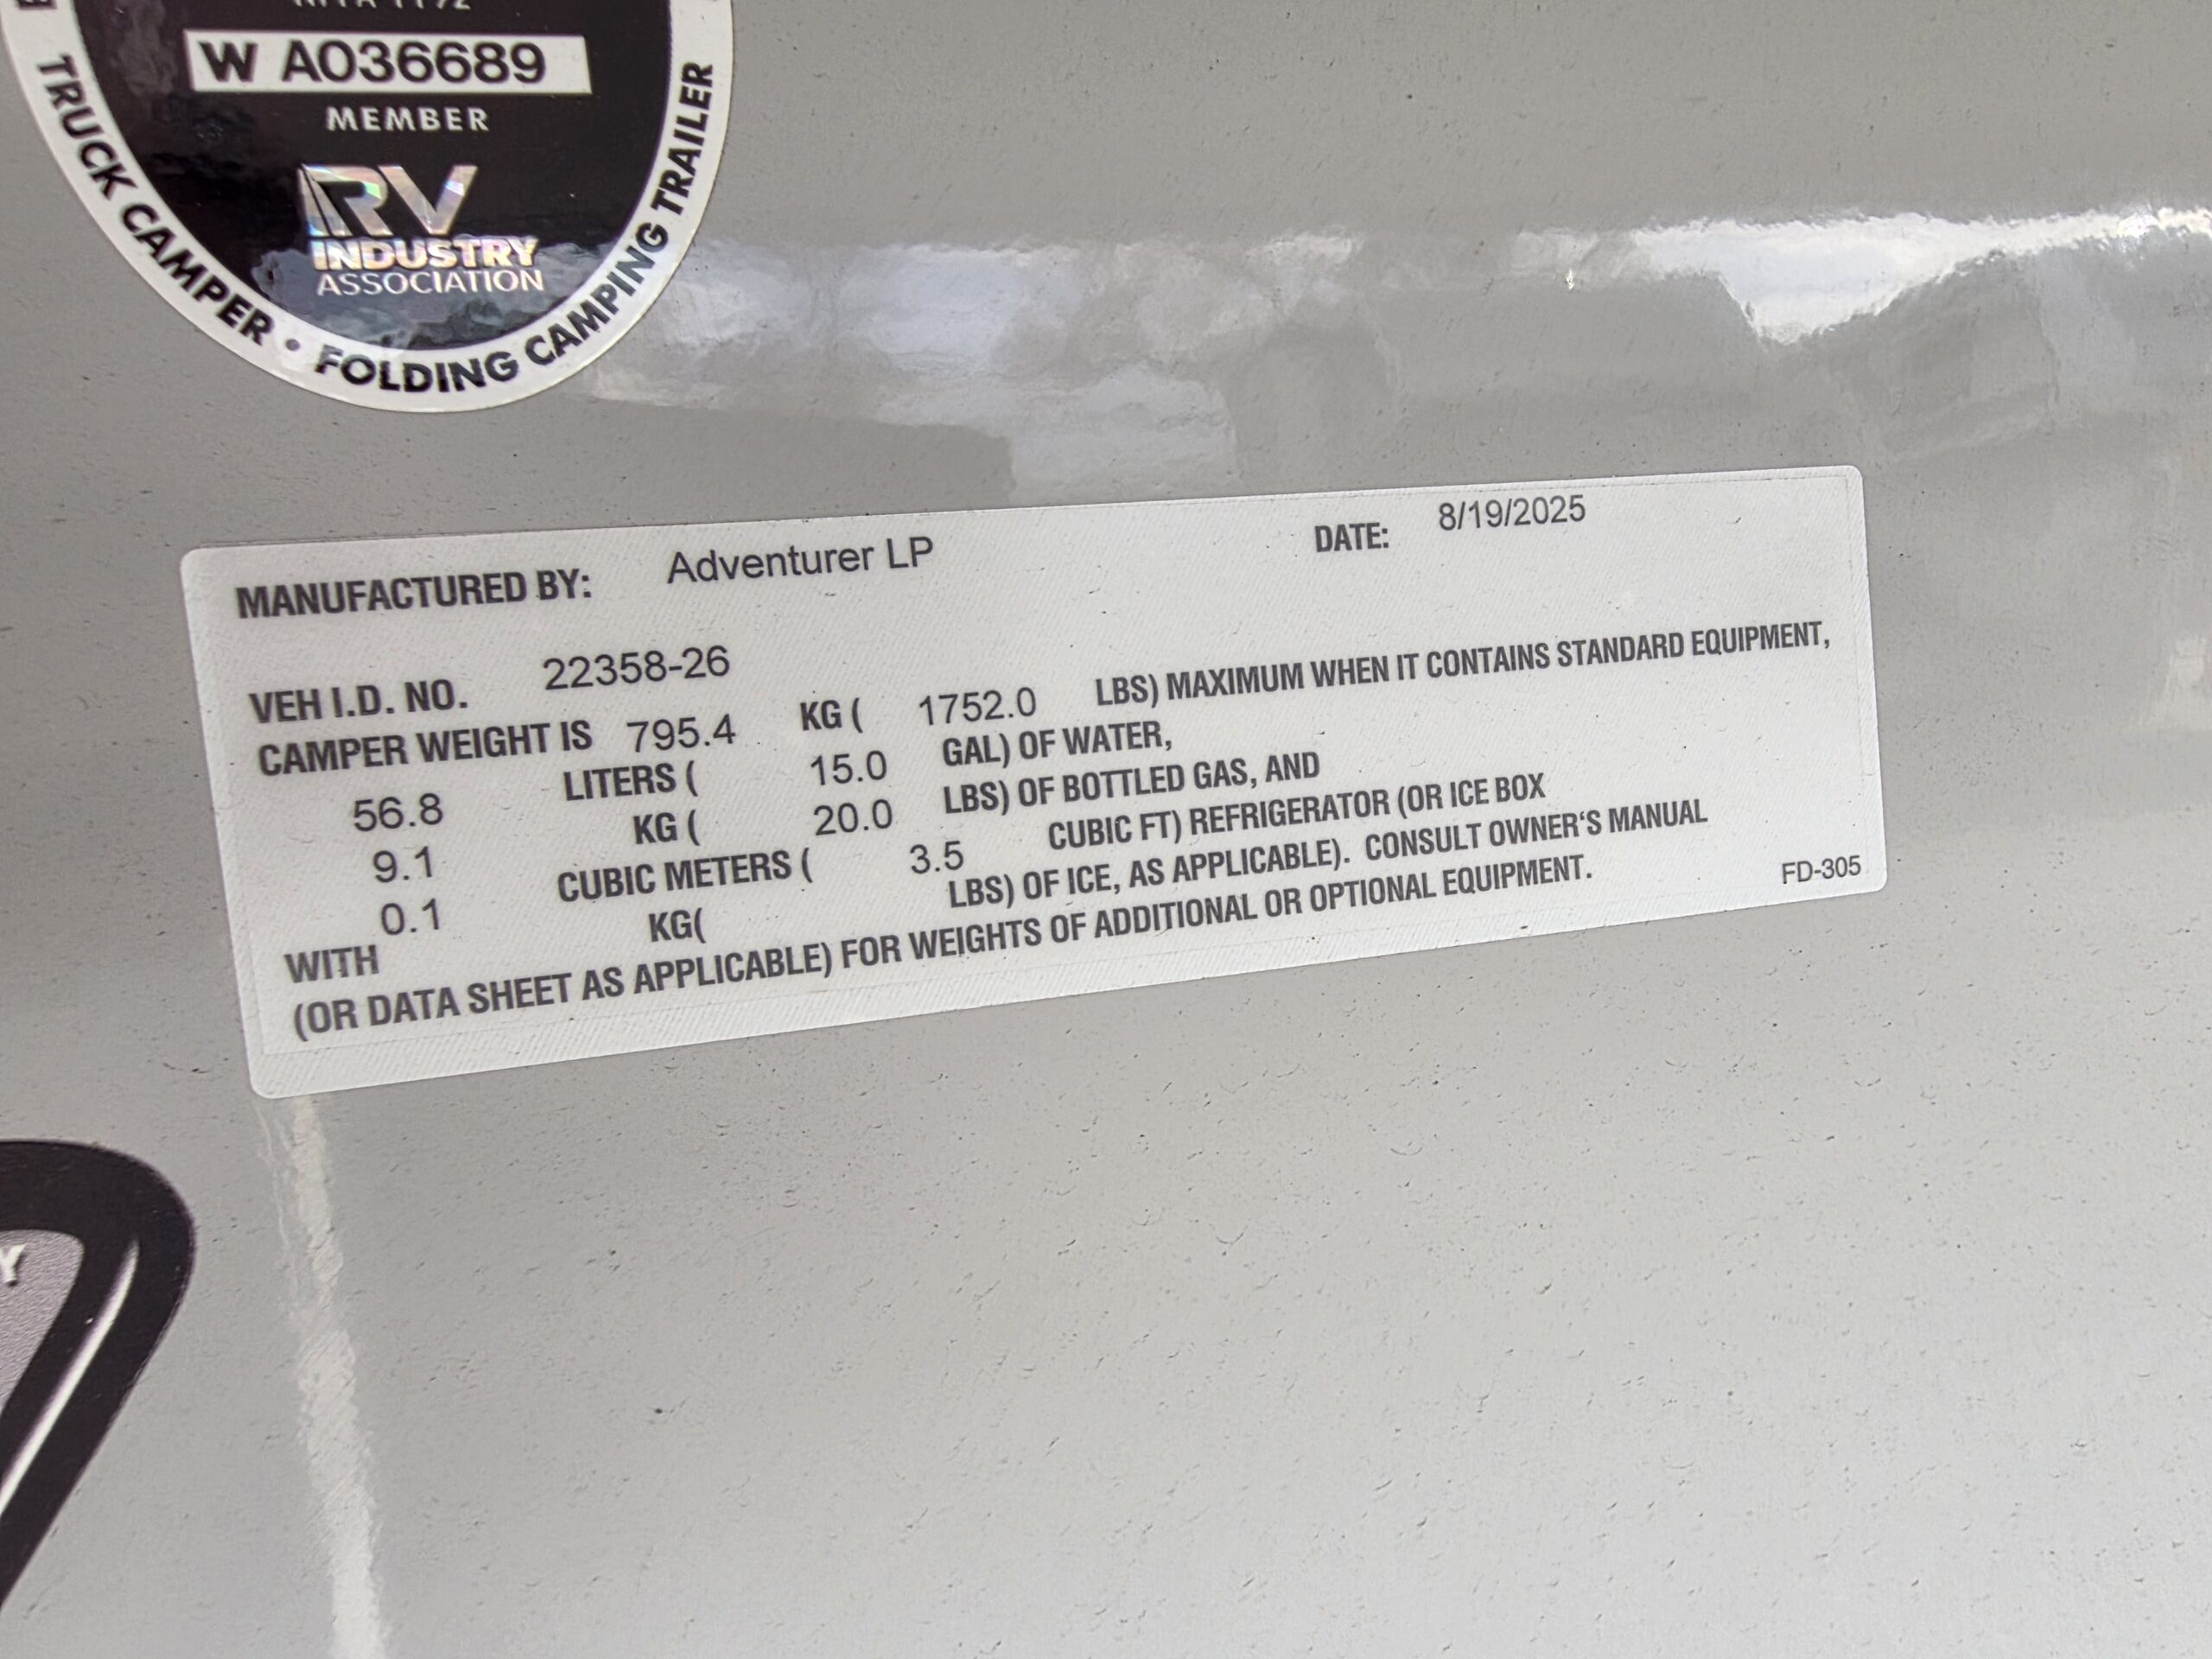 W A036689
MEMBER
RV
INDUSTRY
ASSOCIATION
TRUCK CAMPER • FOLDING CAMPING TRAILER
MANUFACTURED BY: Adventurer LP DATE: 8/19/2025
VEH I.D. NO. 22358-26
CAMPER WEIGHT IS 795.4 KG ( 1752.0 LBS) MAXIMUM WHEN IT CONTAINS STANDARD EQUIPMENT,
56.8 LITERS ( 15.0 GAL) OF WATER,
9.1 KG ( 20.0 LBS) OF BOTTLED GAS, AND
0.1 CUBIC METERS ( 3.5 CUBIC FT) REFRIGERATOR (OR ICE BOX
WITH KG( LBS) OF ICE, AS APPLICABLE). CONSULT OWNER'S MANUAL
(OR DATA SHEET AS APPLICABLE) FOR WEIGHTS OF ADDITIONAL OR OPTIONAL EQUIPMENT.
FD-305
Y